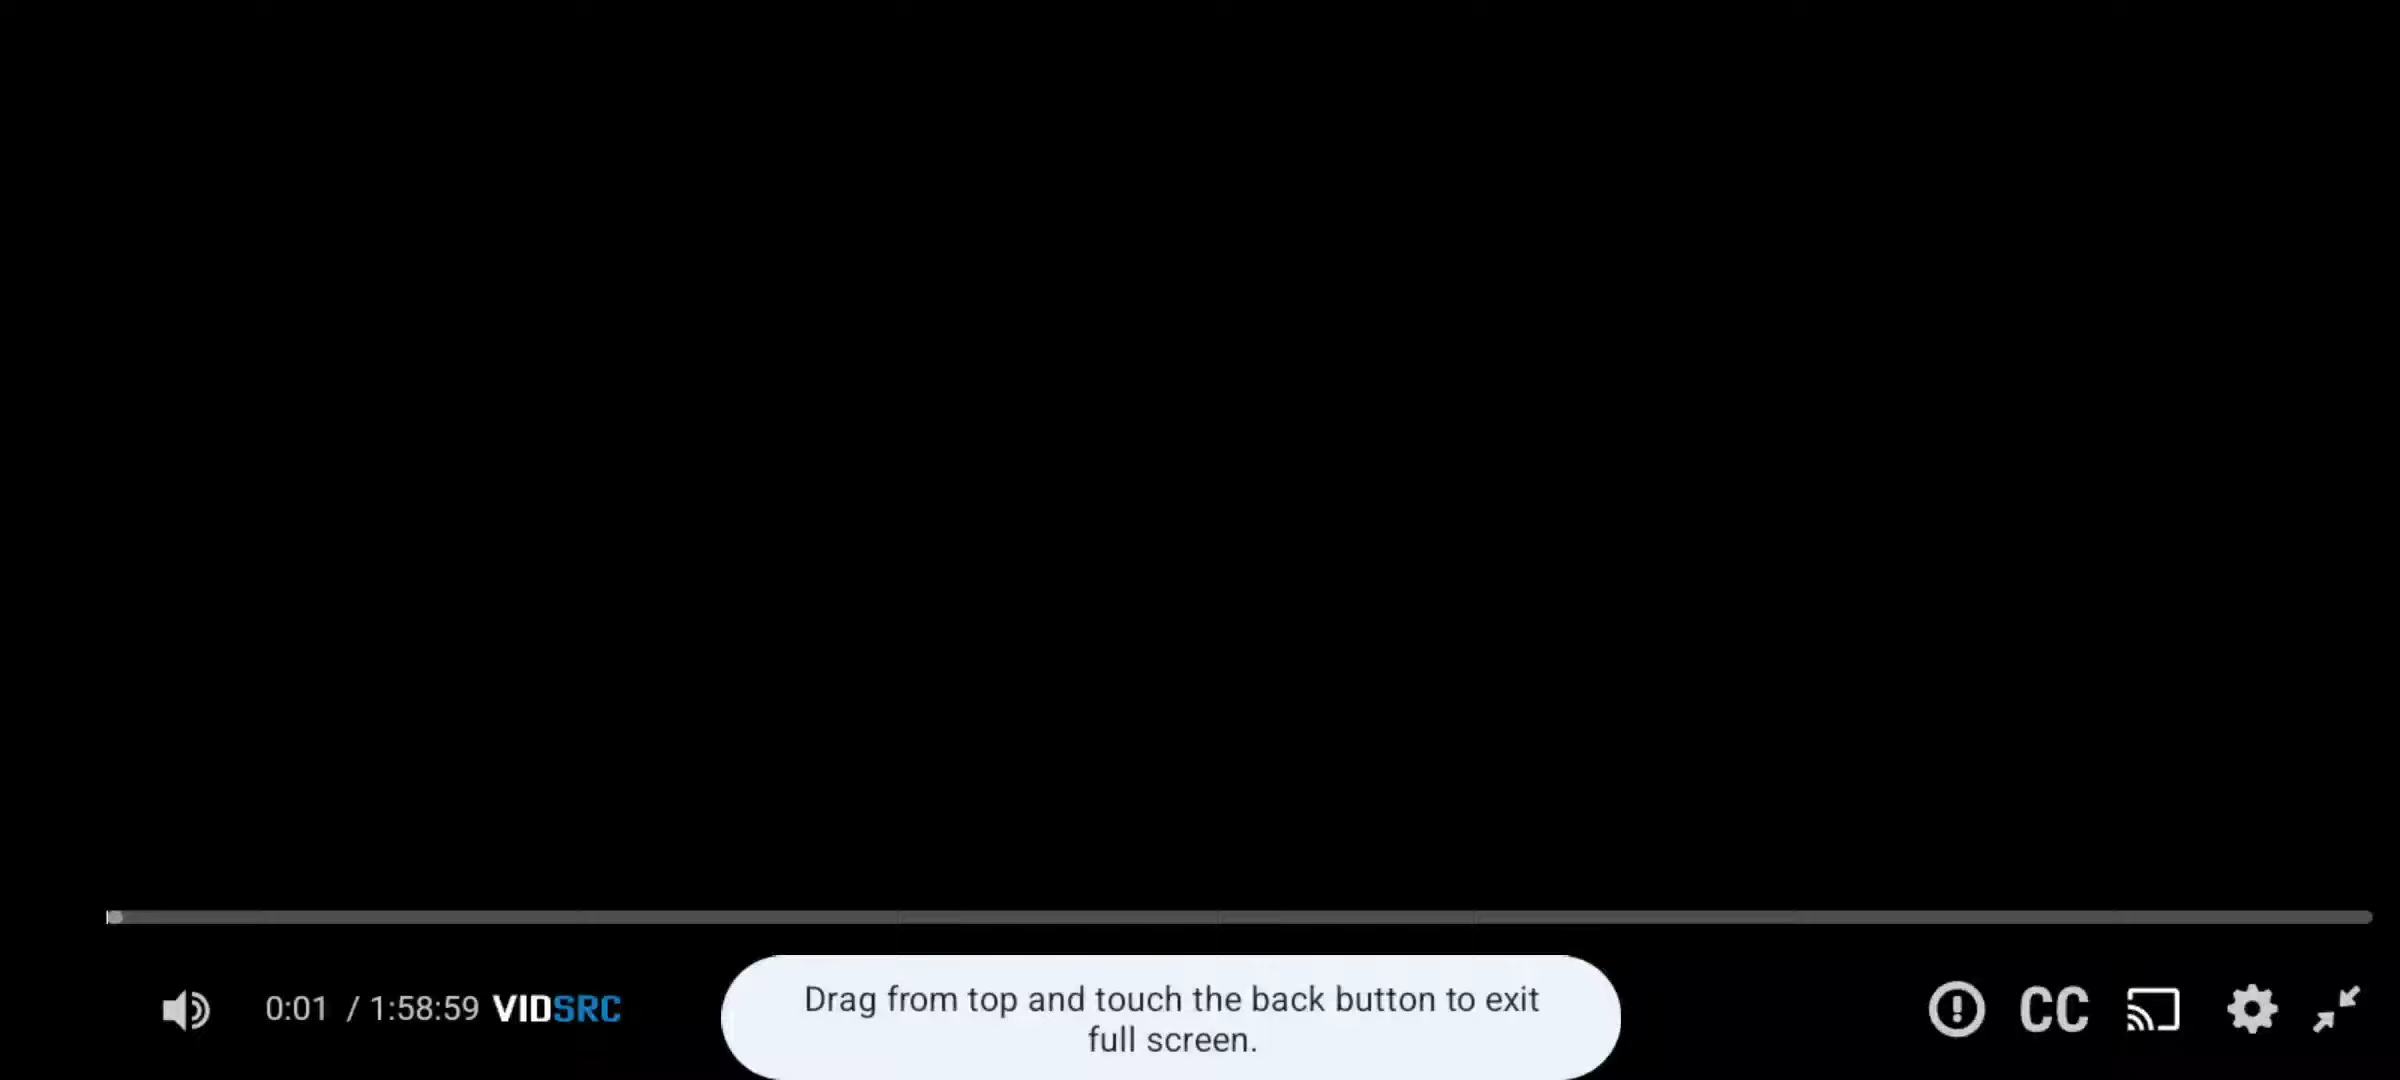 0:01 / 1:58:59 VIDSRC
Drag from top and touch the back button to exit
full screen.
CC